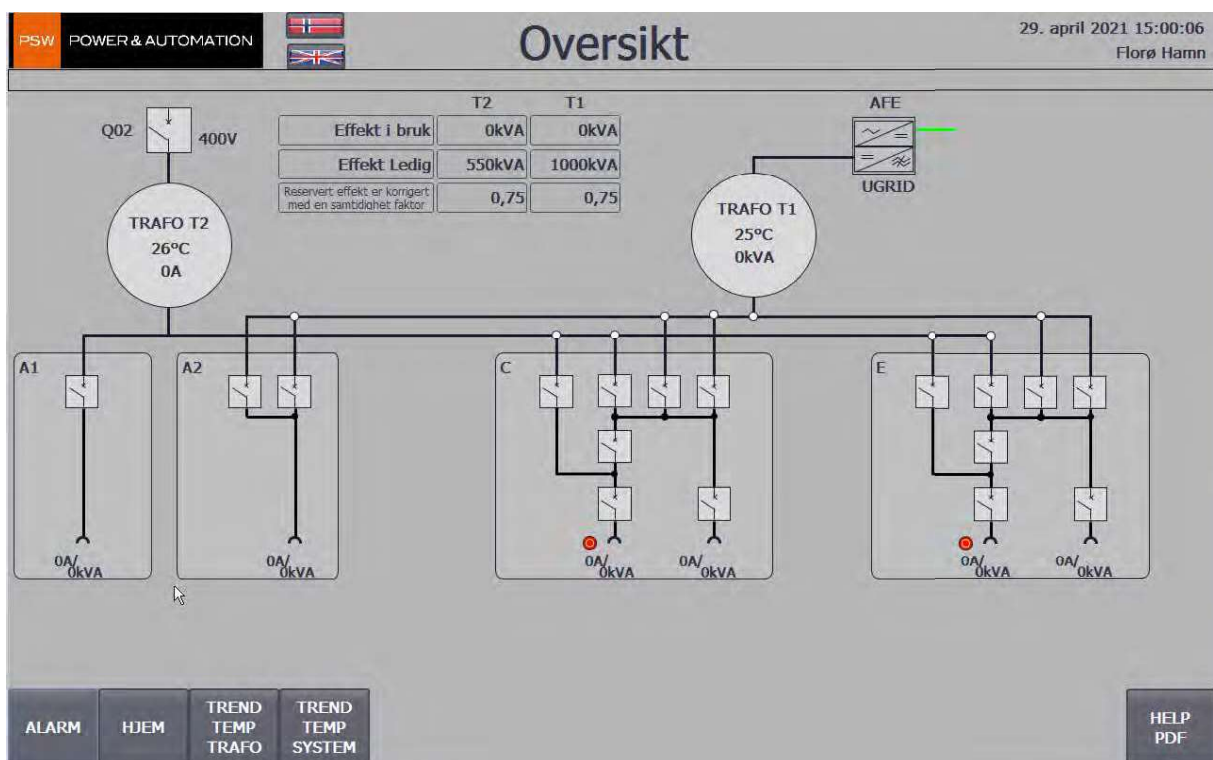 PSW POWER & AUTOMATION
Oversikt
29. april 2021 15:00:06
Florø Hamn
T2 T1
Effekt i bruk 0kVA 0kVA
Effekt Ledig 550kVA 1000kVA
Reservert effekt er korrigert
med en samtidighet faktor
0,75 0,75
Q02
400V
TRAFO T2
26°C
0A
AFE
UGRID
TRAFO T1
25°C
0kVA
A1
0A/
0kVA
A2
0A/
0kVA
C
0A/
0kVA
0A/
0kVA
E
0A/
0kVA
0A/
0kVA
ALARM
HJEM
TREND
TEMP
TRAFO
TREND
TEMP
SYSTEM
HELP
PDF